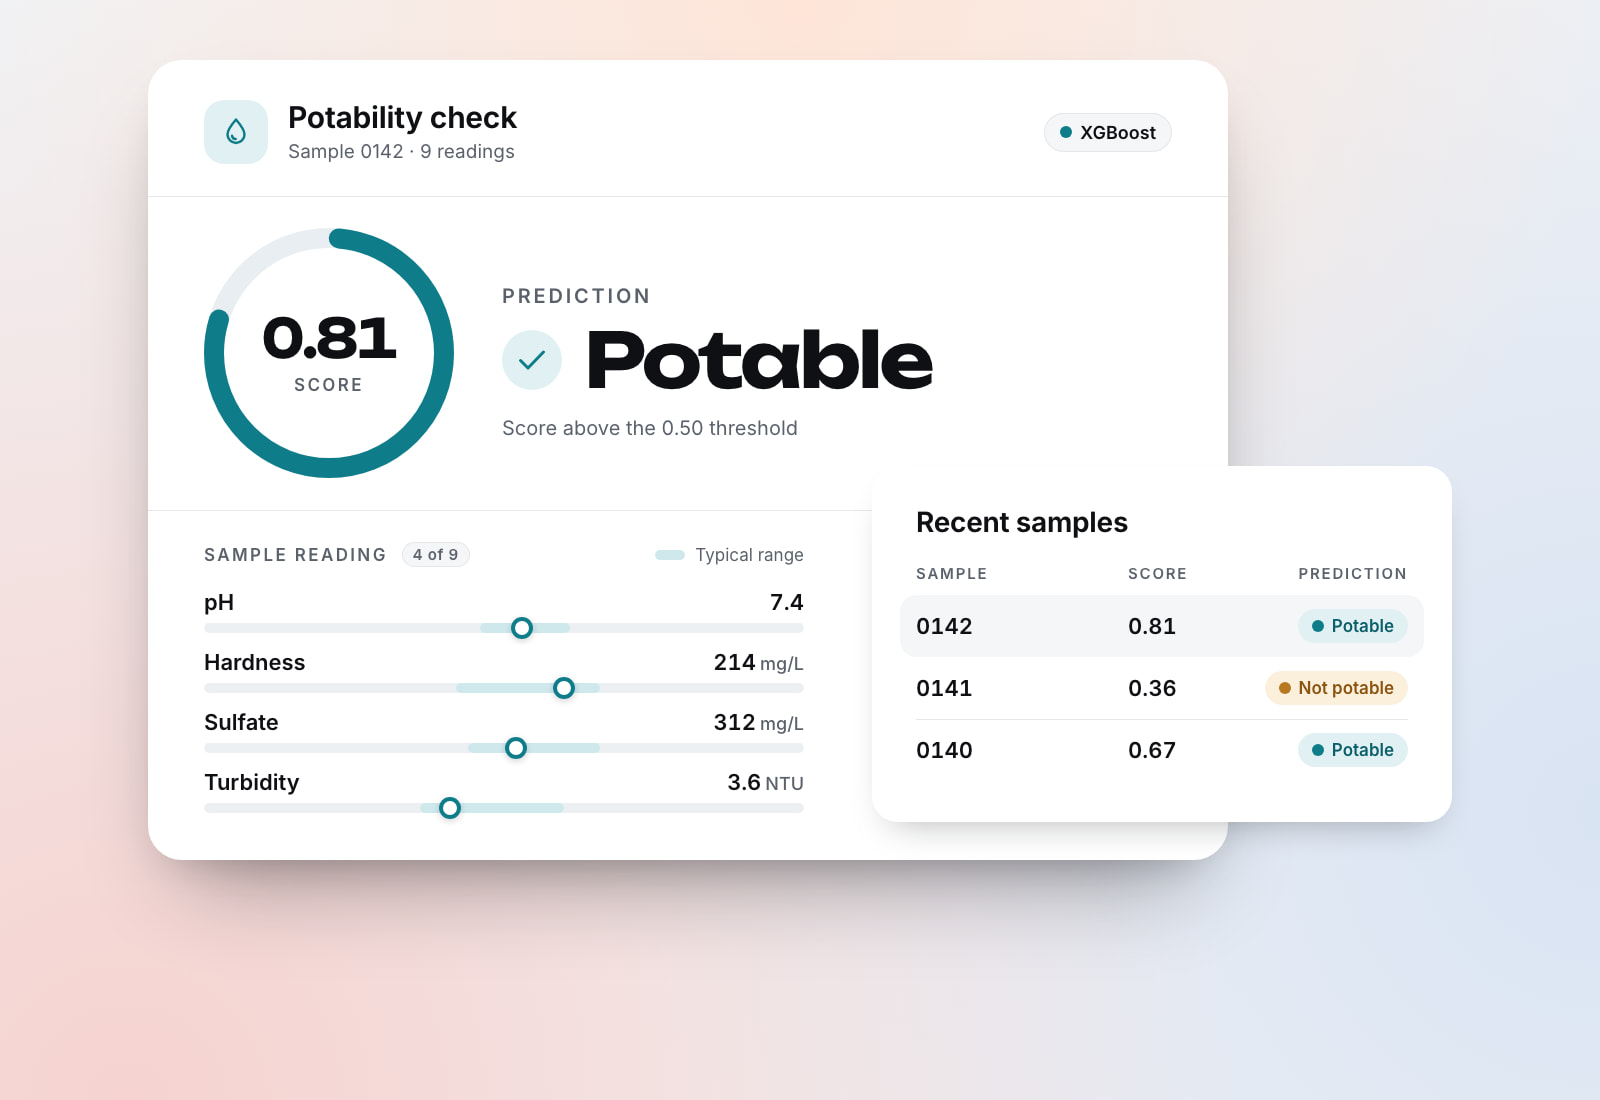 Potability check
Sample 0142 · 9 readings
XGBoost
0.81
SCORE
PREDICTION
Potable
Score above the 0.50 threshold
SAMPLE READING 4 of 9 Typical range
pH 7.4
Hardness 214 mg/L
Sulfate 312 mg/L
Turbidity 3.6 NTU
Recent samples
SAMPLE SCORE PREDICTION
0142 0.81 Potable
0141 0.36 Not potable
0140 0.67 Potable